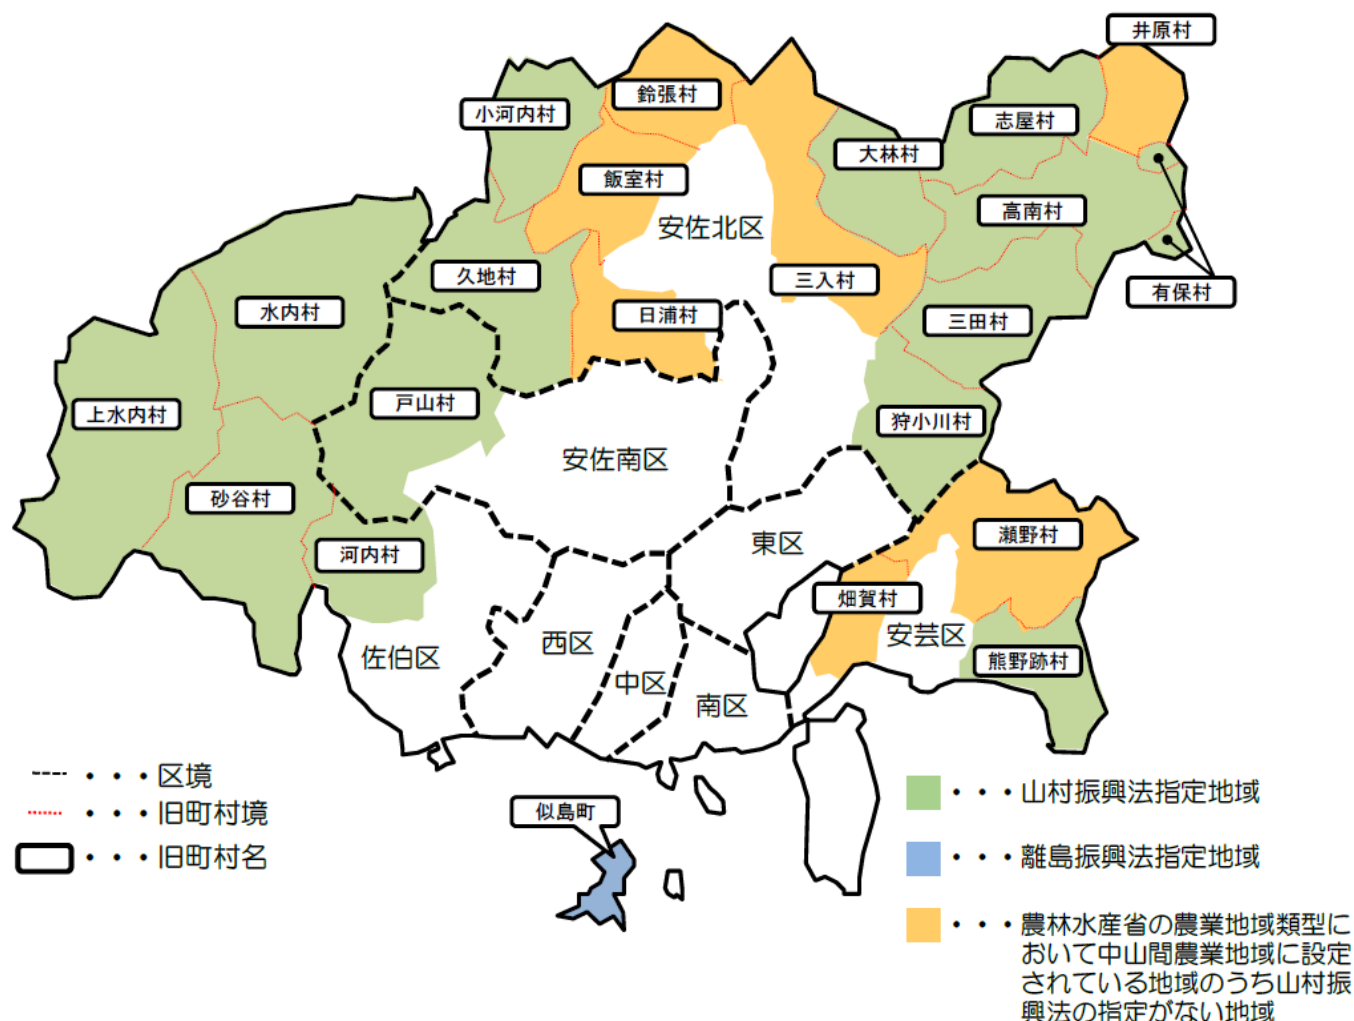 井原村
鈴張村
小河内村
志屋村
大林村
飯室村
高南村
安佐北区
久地村
三入村
有保村
水内村
日浦村
三田村
戸山村
上水内村
狩小川村
安佐南区
砂谷村
瀬野村
東区
河内村
畑賀村
安芸区
西区
佐伯区
熊野跡村
中区
南区
・・・区境
・・・旧町村境
・・・旧町村名
似島町
・・・山村振興法指定地域
・・・離島振興法指定地域
・・・農林水産省の農業地域類型に
おいて中山間農業地域に設定
されている地域のうち山村振
興法の指定がない地域